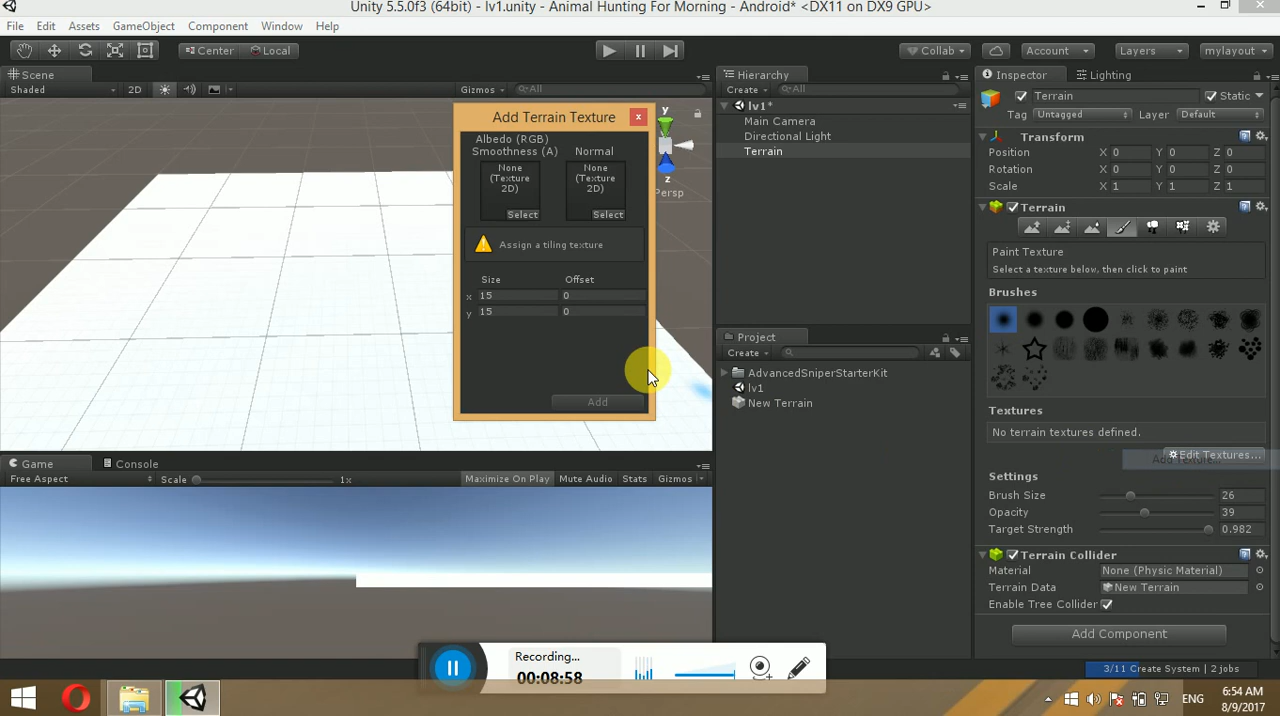 Unity 5.5.0f3 (64bit) - lv1.unity - Animal Hunting For Morning - Android* <DX11 on DX9 GPU>
File Edit Assets GameObject Component Window Help
Center Local Collab Account Layers mylayout
Scene
Shaded 2D Gizmos All
Add Terrain Texture
Albedo (RGB)
Smoothness (A) Normal
None
(Texture
2D)
Select
None
(Texture
2D)
Select
Assign a tiling texture
Size Offset
x 15 0
y 15 0
Add
y
z
Persp
Hierarchy
Create All
lv1*
Main Camera
Directional Light
Terrain
Project
Create
AdvancedSniperStarterKit
lv1
New Terrain
Inspector Lighting
Terrain Static
Tag Untagged Layer Default
Transform
Position X 0 Y 0 Z 0
Rotation X 0 Y 0 Z 0
Scale X 1 Y 1 Z 1
Terrain
Paint Texture
Select a texture below, then click to paint
Brushes
Textures
No terrain textures defined.
Edit Textures...
Add Texture...
Settings
Brush Size 26
Opacity 39
Target Strength 0.982
Terrain Collider
Material None (Physic Material)
Terrain Data New Terrain
Enable Tree Collider
Add Component
Game Console
Free Aspect Scale 1x Maximize On Play Mute Audio Stats Gizmos
Recording...
00:08:58
3/11 Create System | 2 jobs
ENG
6:54 AM
8/9/2017